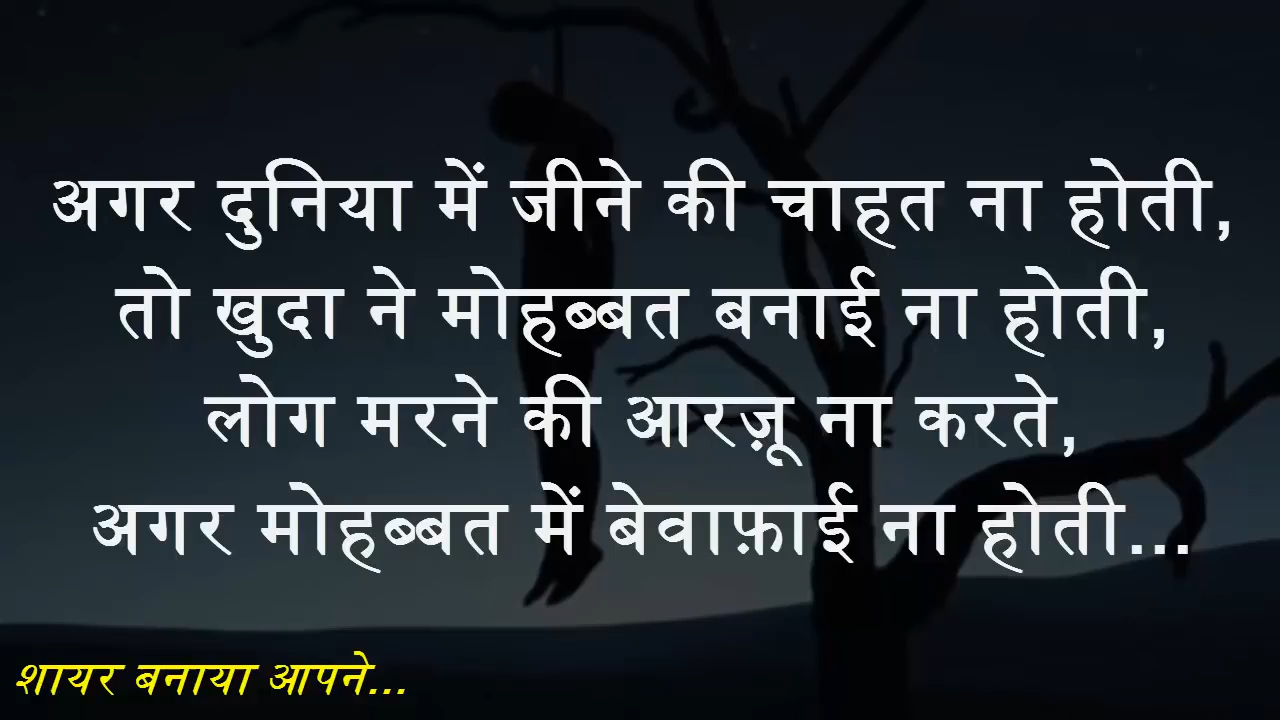 अगर दुनिया में जीने की चाहत ना होती,
तो खुदा ने मोहब्बत बनाई ना होती,
लोग मरने की आरज़ू ना करते,
अगर मोहब्बत में बेवाफ़ाई ना होती...
शायर बनाया आपने...